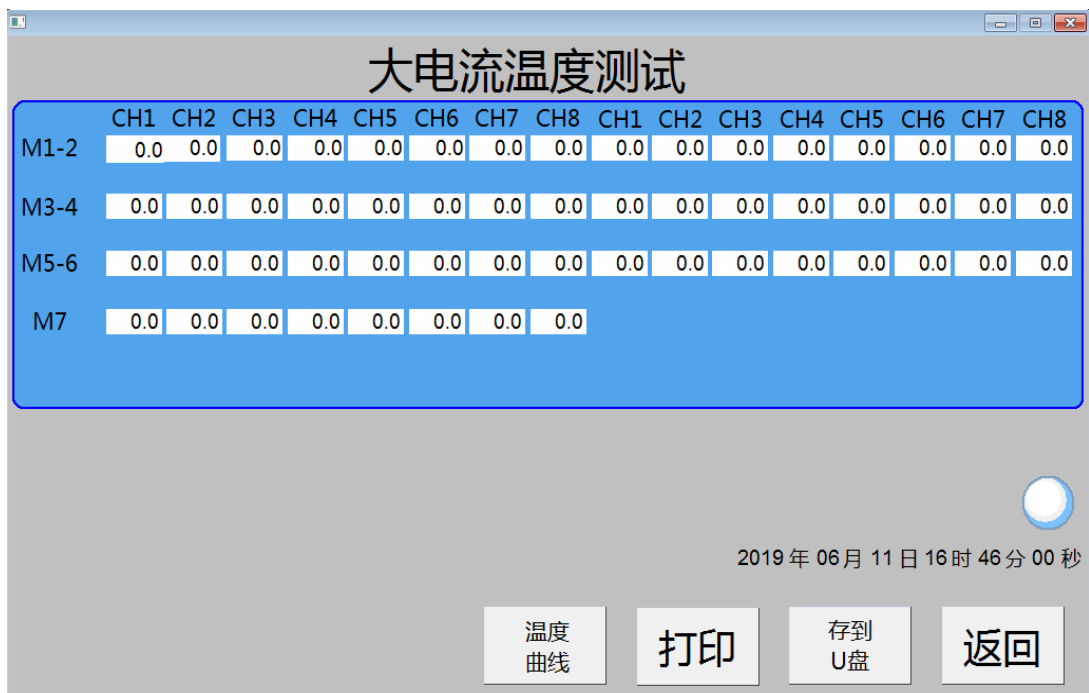 大电流温度测试
CH1 CH2 CH3 CH4 CH5 CH6 CH7 CH8 CH1 CH2 CH3 CH4 CH5 CH6 CH7 CH8
M1-2 0.0 0.0 0.0 0.0 0.0 0.0 0.0 0.0 0.0 0.0 0.0 0.0 0.0 0.0 0.0 0.0
M3-4 0.0 0.0 0.0 0.0 0.0 0.0 0.0 0.0 0.0 0.0 0.0 0.0 0.0 0.0 0.0 0.0
M5-6 0.0 0.0 0.0 0.0 0.0 0.0 0.0 0.0 0.0 0.0 0.0 0.0 0.0 0.0 0.0 0.0
M7 0.0 0.0 0.0 0.0 0.0 0.0 0.0 0.0
2019 年 06 月 11 日 16 时 46 分 00 秒
温度
曲线
打印
存到
U盘
返回